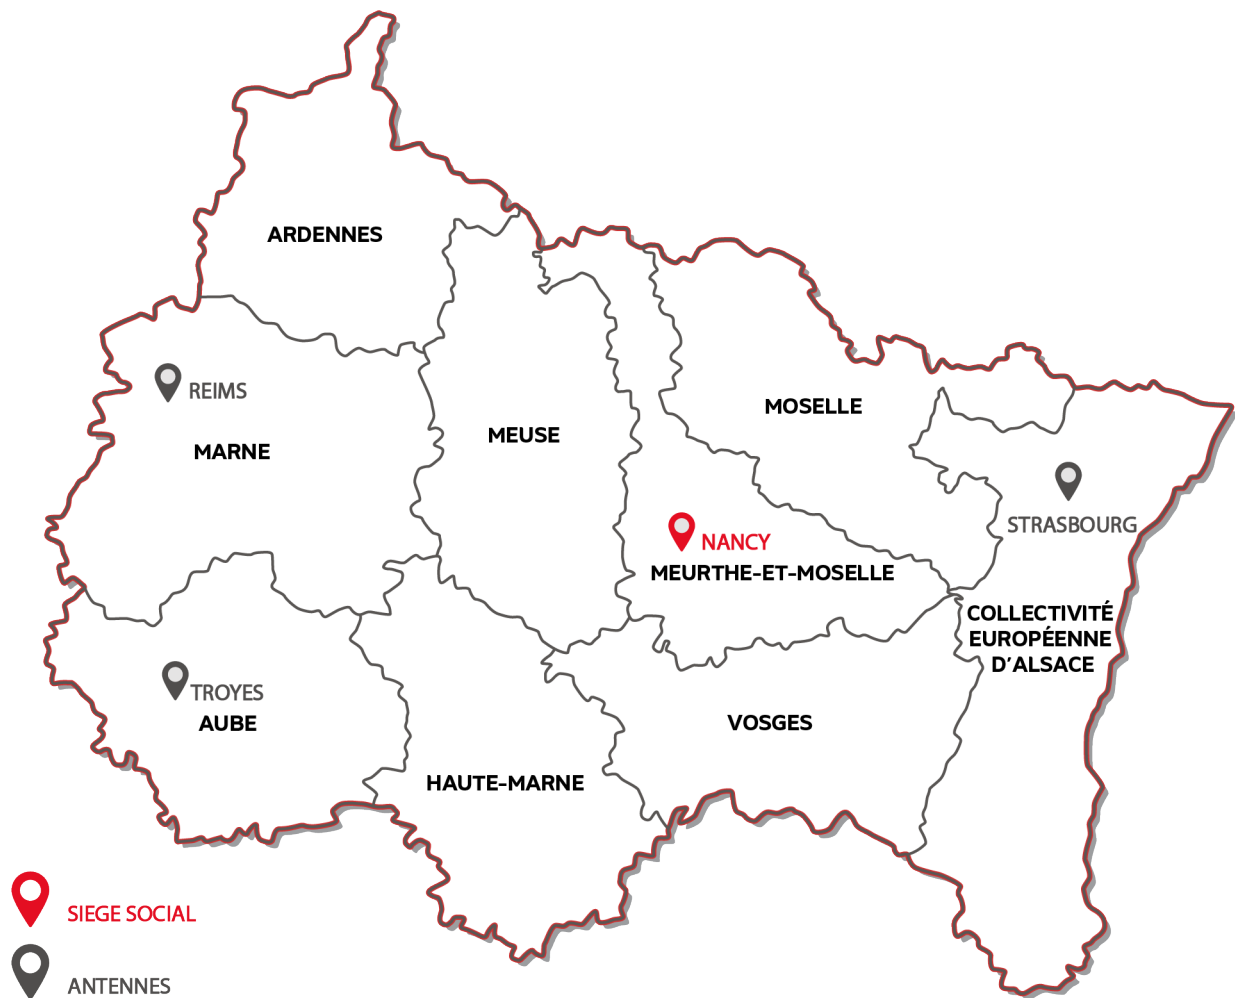 ARDENNES
REIMS
MARNE
MEUSE
MOSELLE
STRASBOURG
NANCY
MEURTHE-ET-MOSELLE
COLLECTIVITÉ
EUROPÉENNE
D'ALSACE
TROYES
AUBE
VOSGES
HAUTE-MARNE
SIEGE SOCIAL
ANTENNES